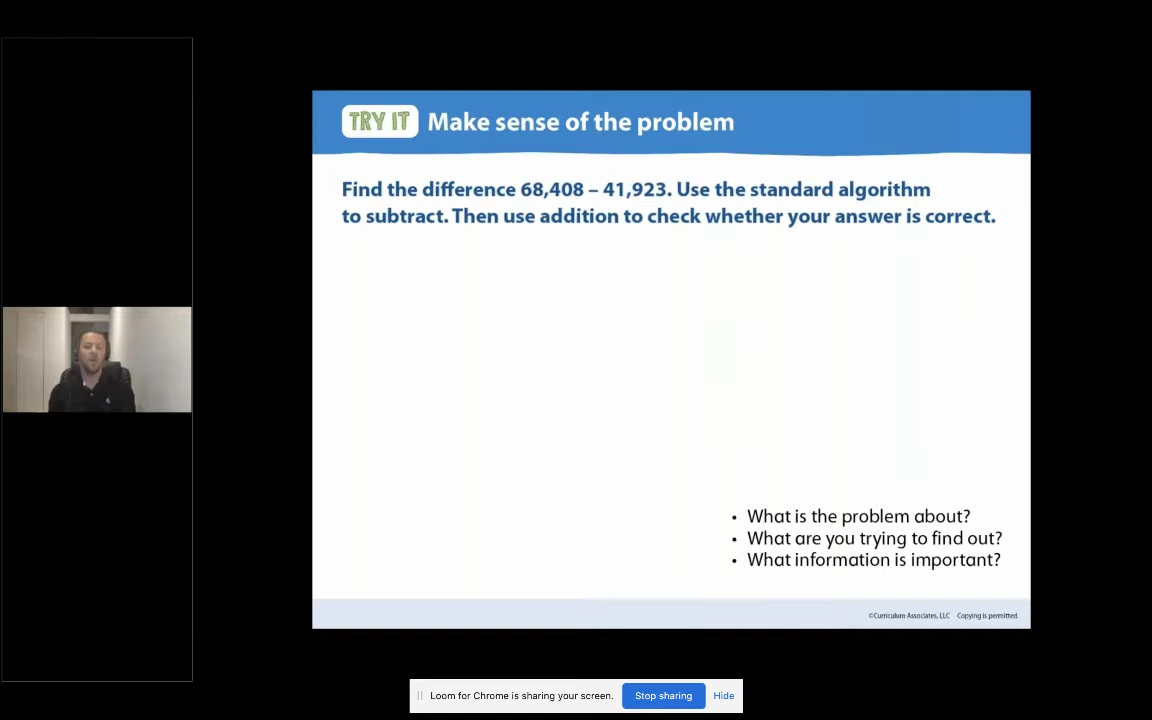 TRY IT Make sense of the problem
Find the difference 68,408 – 41,923. Use the standard algorithm
to subtract. Then use addition to check whether your answer is correct.
• What is the problem about?
• What are you trying to find out?
• What information is important?
©Curriculum Associates, LLC Copying is permitted.
Loom for Chrome is sharing your screen. Stop sharing Hide